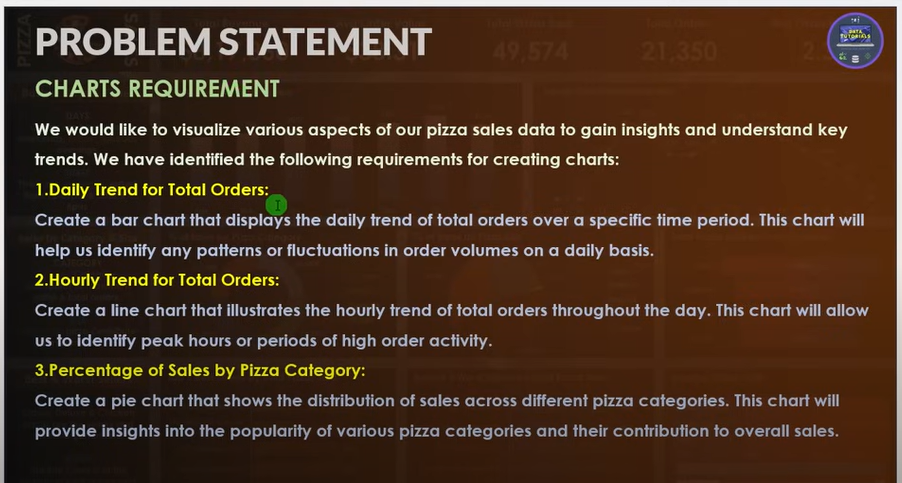 PROBLEM STATEMENT
49,574
21,350
DATA
TUTORIALS
CHARTS REQUIREMENT
We would like to visualize various aspects of our pizza sales data to gain insights and understand key
trends. We have identified the following requirements for creating charts:
1.Daily Trend for Total Orders:
Create a bar chart that displays the daily trend of total orders over a specific time period. This chart will
help us identify any patterns or fluctuations in order volumes on a daily basis.
2.Hourly Trend for Total Orders:
Create a line chart that illustrates the hourly trend of total orders throughout the day. This chart will allow
us to identify peak hours or periods of high order activity.
3.Percentage of Sales by Pizza Category:
Create a pie chart that shows the distribution of sales across different pizza categories. This chart will
provide insights into the popularity of various pizza categories and their contribution to overall sales.